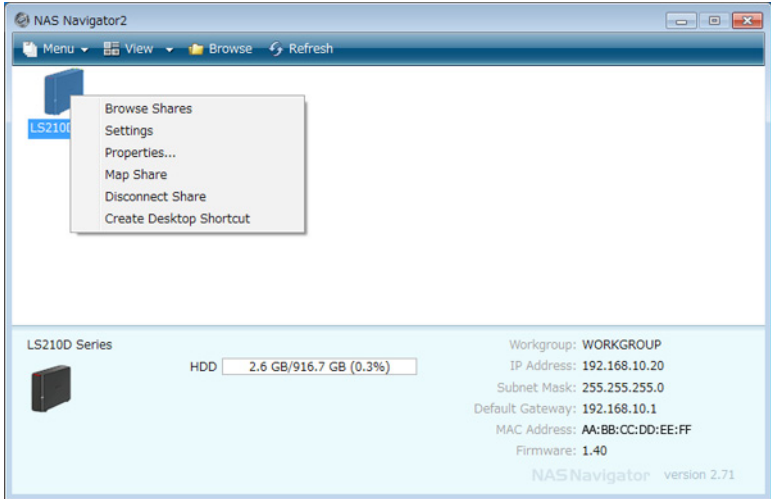 NAS Navigator2
Menu View Browse Refresh
LS210D
Browse Shares
Settings
Properties...
Map Share
Disconnect Share
Create Desktop Shortcut
LS210D Series
HDD 2.6 GB/916.7 GB (0.3%)
Workgroup: WORKGROUP
IP Address: 192.168.10.20
Subnet Mask: 255.255.255.0
Default Gateway: 192.168.10.1
MAC Address: AA:BB:CC:DD:EE:FF
Firmware: 1.40
NAS Navigator version 2.71